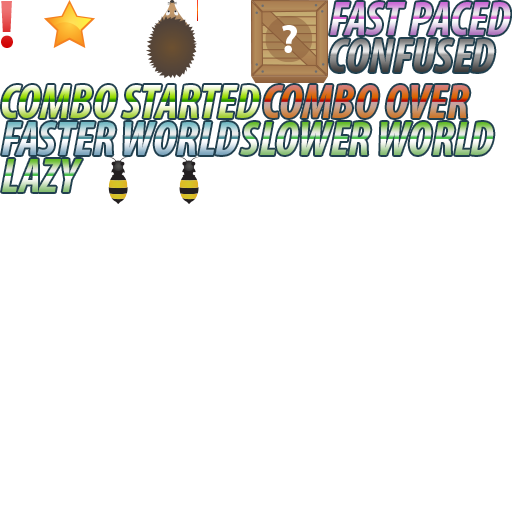 !
?
FAST PACED
CONFUSED
COMBO STARTED
COMBO OVER
FASTER WORLD
SLOWER WORLD
LAZY